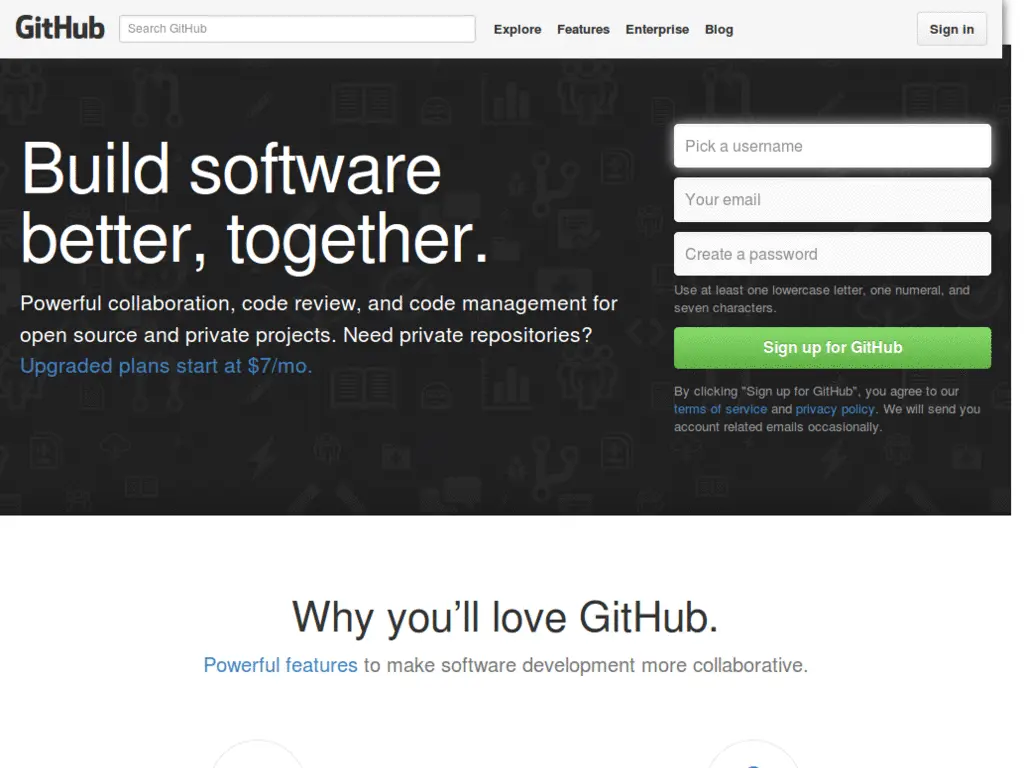 GitHub
Search GitHub
Explore Features Enterprise Blog
Sign in
Build software
better, together.
Powerful collaboration, code review, and code management for
open source and private projects. Need private repositories?
Upgraded plans start at $7/mo.
Pick a username
Your email
Create a password
Use at least one lowercase letter, one numeral, and
seven characters.
Sign up for GitHub
By clicking "Sign up for GitHub", you agree to our
terms of service and privacy policy. We will send you
account related emails occasionally.
Why you’ll love GitHub.
Powerful features to make software development more collaborative.